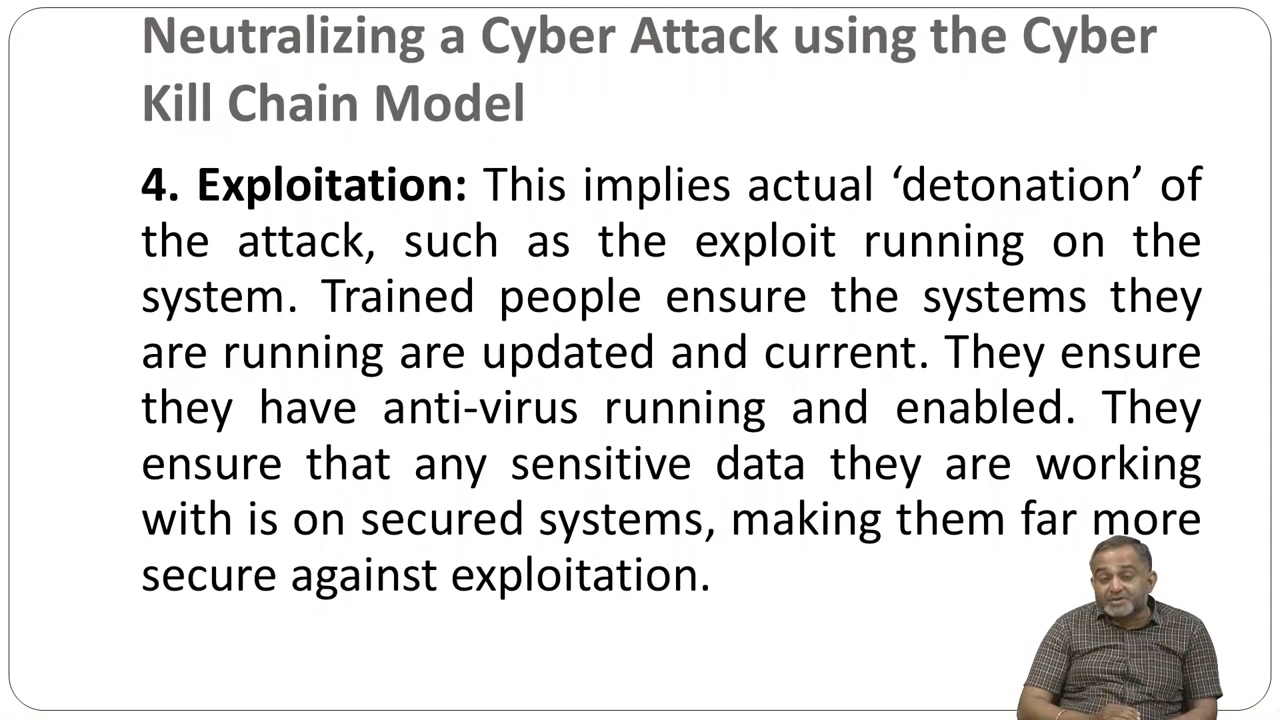 Neutralizing a Cyber Attack using the Cyber
Kill Chain Model
4. Exploitation: This implies actual ‘detonation’ of
the attack, such as the exploit running on the
system. Trained people ensure the systems they
are running are updated and current. They ensure
they have anti-virus running and enabled. They
ensure that any sensitive data they are working
with is on secured systems, making them far more
secure against exploitation.